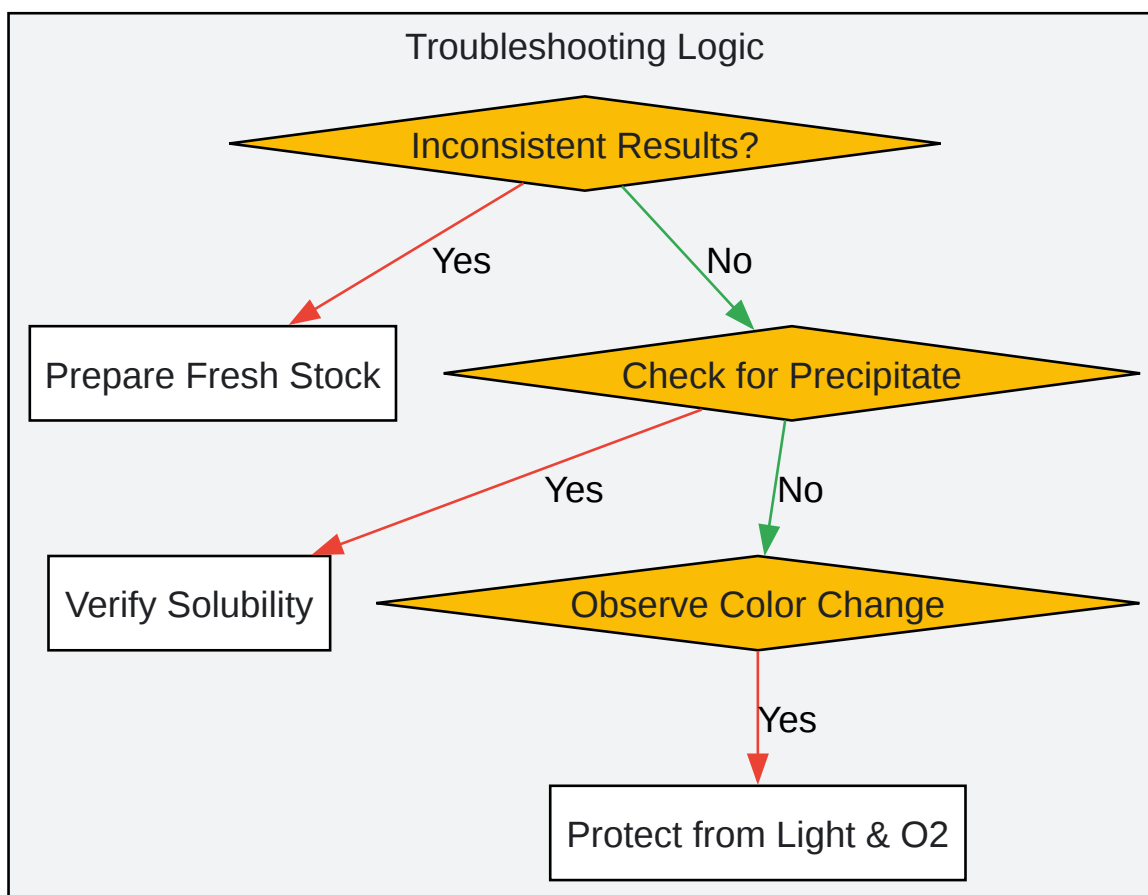 Troubleshooting Logic
Inconsistent Results?
Yes
No
Prepare Fresh Stock
Check for Precipitate
Yes
No
Verify Solubility
Observe Color Change
Yes
Protect from Light & O2